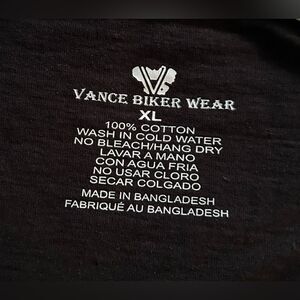 VANCE BIKER WEAR
XL
100% COTTON
WASH IN COLD WATER
NO BLEACH/HANG DRY
LAVAR A MANO
CON AGUA FRIA
NO USAR CLORO
SECAR COLGADO
MADE IN BANGLADESH
FABRIQUÉ AU BANGLADESH